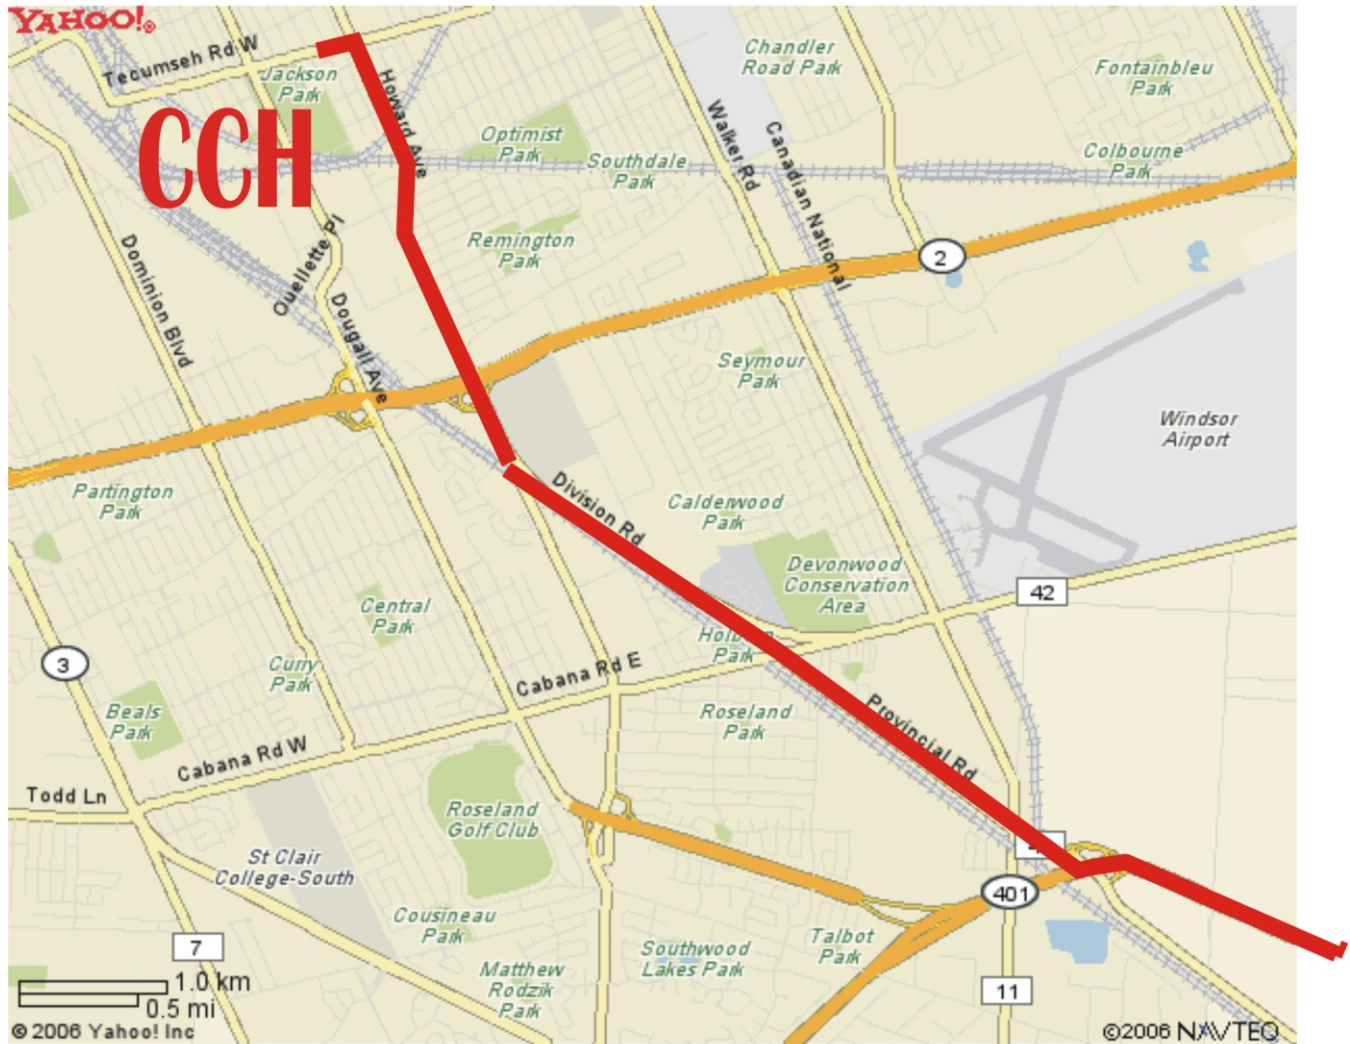 YAHOO!®
Tecumseh Rd W
Jackson
Park
CCH
Howard Ave
Optimist
Park
Southdale
Park
Walker Rd
Canadian National
Chandler
Road Park
Fontainbleu
Park
Colbourne
Park
Remington
Park
2
Dominion Blvd
Ouellette Pl
Dougall Ave
Seymour
Park
Windsor
Airport
Partington
Park
Division Rd
Calderwood
Park
Devonwood
Conservation
Area
42
Central
Park
3
Curry
Park
Cabana Rd E
Park
Beals
Park
Cabana Rd W
Roseland
Park
Provincial Rd
Todd Ln
Roseland
Golf Club
St Clair
College-South
401
Cousineau
Park
7
Southwood
Lakes Park
Talbot
Park
Matthew
Rodzik
Park
11
1.0 km
0.5 mi
© 2006 Yahoo! Inc
©2006 NAVTEQ